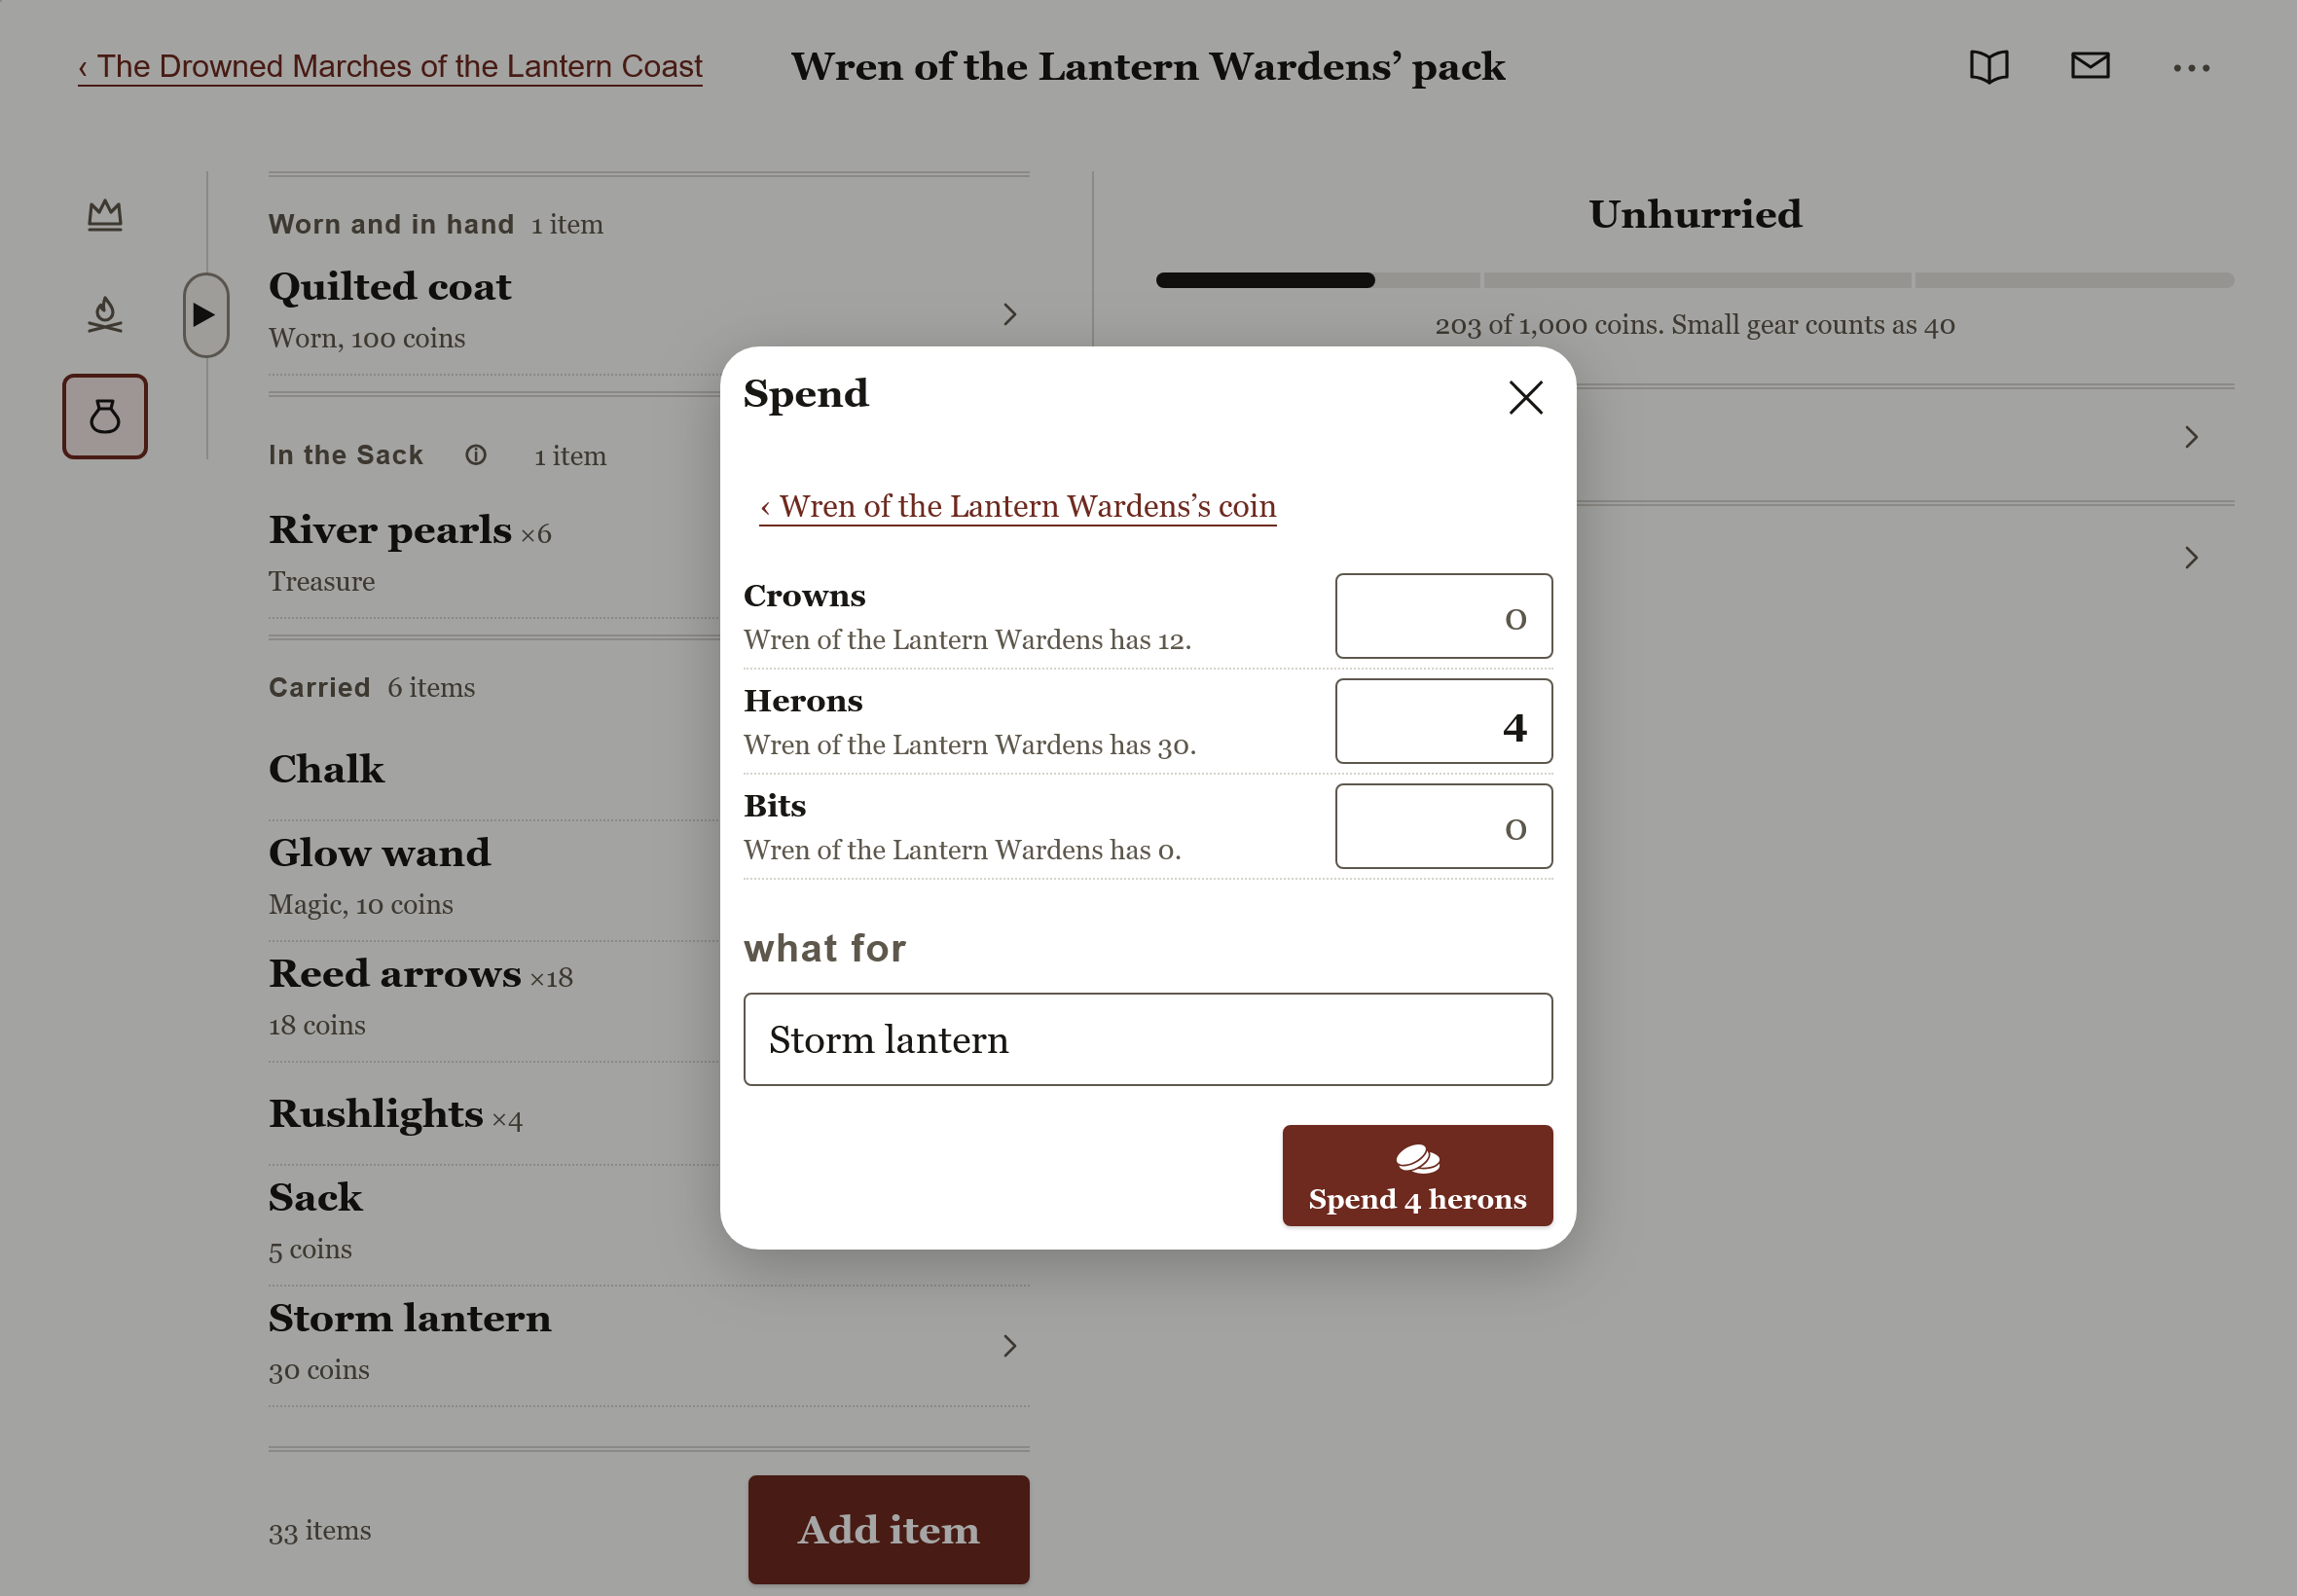 ‹ The Drowned Marches of the Lantern Coast
Wren of the Lantern Wardens’ pack
Worn and in hand 1 item
Quilted coat
Worn, 100 coins
In the Sack 1 item
River pearls ×6
Treasure
Carried 6 items
Chalk
Glow wand
Magic, 10 coins
Reed arrows ×18
18 coins
Rushlights ×4
Sack
5 coins
Storm lantern
30 coins
33 items
Add item
Unhurried
203 of 1,000 coins. Small gear counts as 40
Spend
‹ Wren of the Lantern Wardens’s coin
Crowns
Wren of the Lantern Wardens has 12.
0
Herons
Wren of the Lantern Wardens has 30.
4
Bits
Wren of the Lantern Wardens has 0.
0
what for
Storm lantern
Spend 4 herons